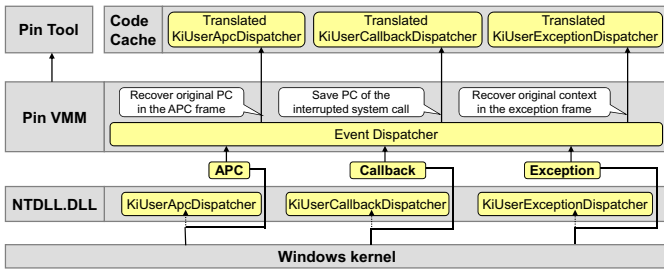 Pin Tool
Code
Cache
Translated
KiUserApcDispatcher
Translated
KiUserCallbackDispatcher
Translated
KiUserExceptionDispatcher
Pin VMM
Recover original PC
in the APC frame
Save PC of the
interrupted system call
Recover original context
in the exception frame
Event Dispatcher
APC
Callback
Exception
NTDLL.DLL
KiUserApcDispatcher
KiUserCallbackDispatcher
KiUserExceptionDispatcher
Windows kernel